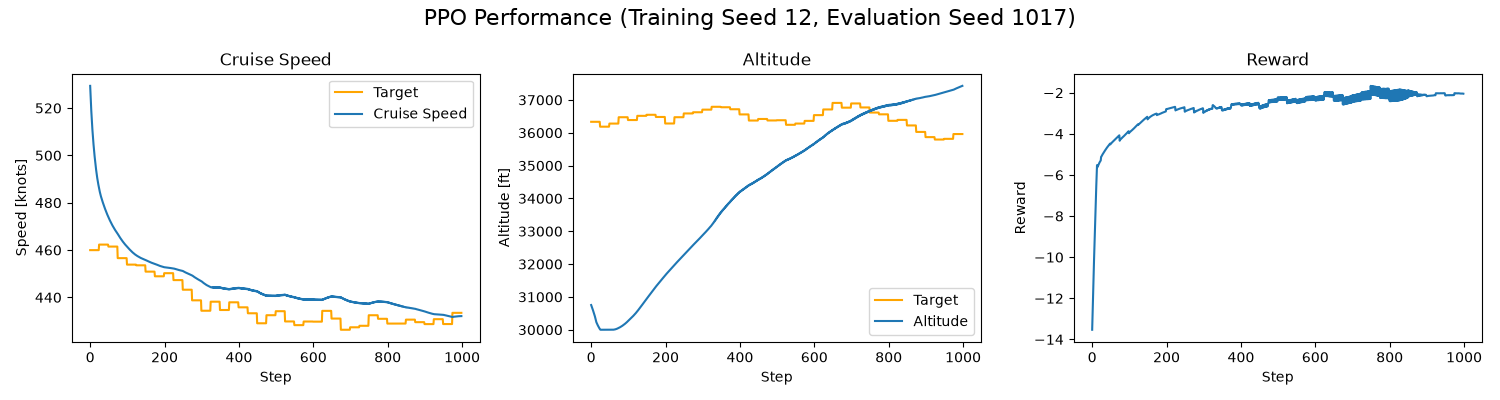 PPO Performance (Training Seed 12, Evaluation Seed 1017)
Cruise Speed
Speed [knots]
520
500
480
460
440
0 200 400 600 800 1000
Step
Target
Cruise Speed
Altitude
Altitude [ft]
37000
36000
35000
34000
33000
32000
31000
30000
0 200 400 600 800 1000
Step
Target
Altitude
Reward
Reward
−2
−4
−6
−8
−10
−12
−14
0 200 400 600 800 1000
Step